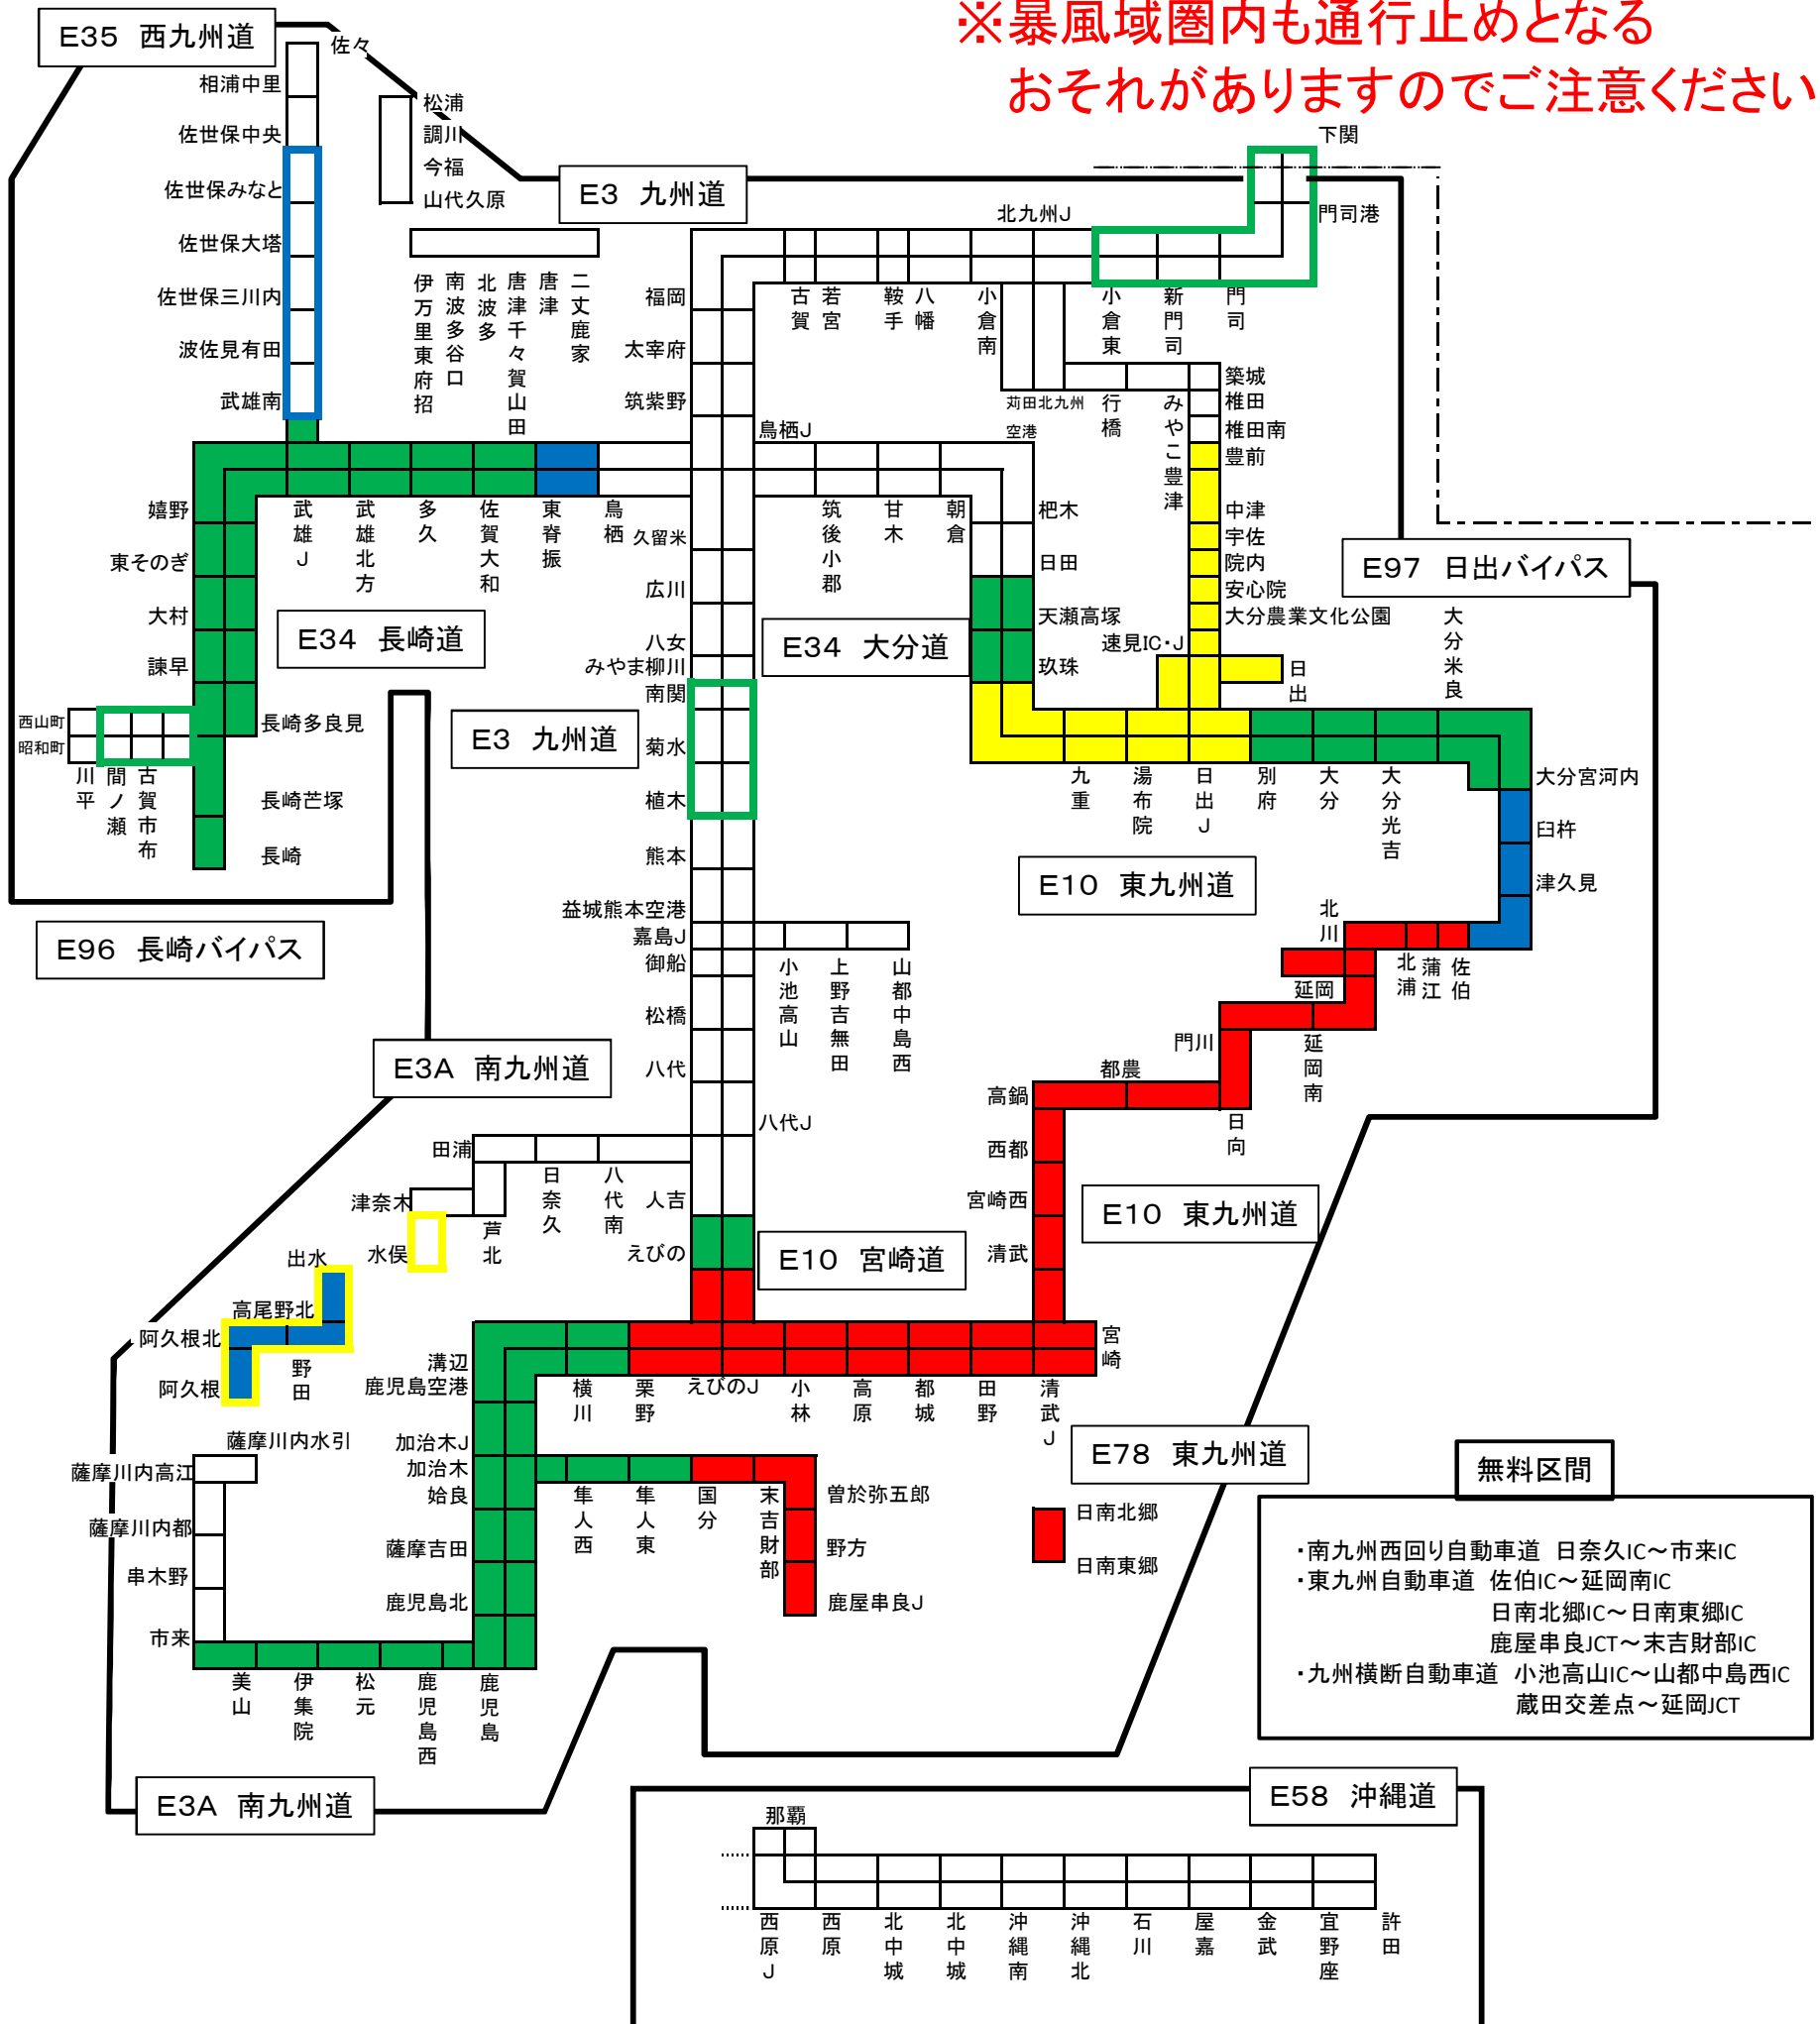 ※暴風域圏内も通行止めとなる
おそれがありますのでご注意ください
E35 西九州道
佐々
相浦中里
佐世保中央
佐世保みなと
佐世保大塔
佐世保三川内
波佐見有田
武雄南
松浦
調川
今福
山代久原
E3 九州道
下関
門司港
北九州J
伊万里東府招
南波多谷口
北波多
唐津千々賀山田
唐津
二丈鹿家
福岡
太宰府
筑紫野
古賀
若宮
鞍手
八幡
小倉南
小倉東
新門司
門司
苅田北九州
空港
行橋
みやこ豊津
築城
椎田
椎田南
豊前
中津
宇佐
院内
安心院
大分農業文化公園
速見IC・J
日出
大分米良
鳥栖J
嬉野
東そのぎ
大村
諫早
武雄J
武雄北方
多久
佐賀大和
東脊振
鳥栖
久留米
広川
八女
みやま柳川
南関
菊水
植木
熊本
益城熊本空港
嘉島J
御船
松橋
八代
筑後小郡
甘木
朝倉
杷木
日田
天瀬高塚
玖珠
E97 日出バイパス
E34 長崎道
E34 大分道
E3 九州道
西山町
昭和町
川平
間ノ瀬
古賀市布
長崎多良見
長崎芒塚
長崎
九重
湯布院
日出J
別府
大分
大分光吉
大分宮河内
臼杵
津久見
E10 東九州道
E96 長崎バイパス
小池高山
上野吉無田
山都中島西
北川
延岡
北浦
蒲江
佐伯
延岡南
門川
都農
日向
高鍋
西都
宮崎西
清武
E3A 南九州道
八代J
田浦
津奈木
水俣
芦北
日奈久
八代南
人吉
えびの
E10 宮崎道
E10 東九州道
出水
高尾野北
阿久根北
阿久根
野田
溝辺
鹿児島空港
横川
栗野
えびのJ
小林
高原
都城
田野
清武J
宮崎
薩摩川内水引
薩摩川内高江
薩摩川内都
串木野
市来
加治木J
加治木
姶良
薩摩吉田
鹿児島北
隼人西
隼人東
国分
末吉財部
曽於弥五郎
野方
鹿屋串良J
E78 東九州道
日南北郷
日南東郷
美山
伊集院
松元
鹿児島西
鹿児島
無料区間
・南九州西回り自動車道 日奈久IC～市来IC
・東九州自動車道 佐伯IC～延岡南IC
日南北郷IC～日南東郷IC
鹿屋串良JCT～末吉財部IC
・九州横断自動車道 小池高山IC～山都中島西IC
蔵田交差点～延岡JCT
E3A 南九州道
E58 沖縄道
那覇
西原J
西原
北中城
北中城
沖縄南
沖縄北
石川
屋嘉
金武
宜野座
許田